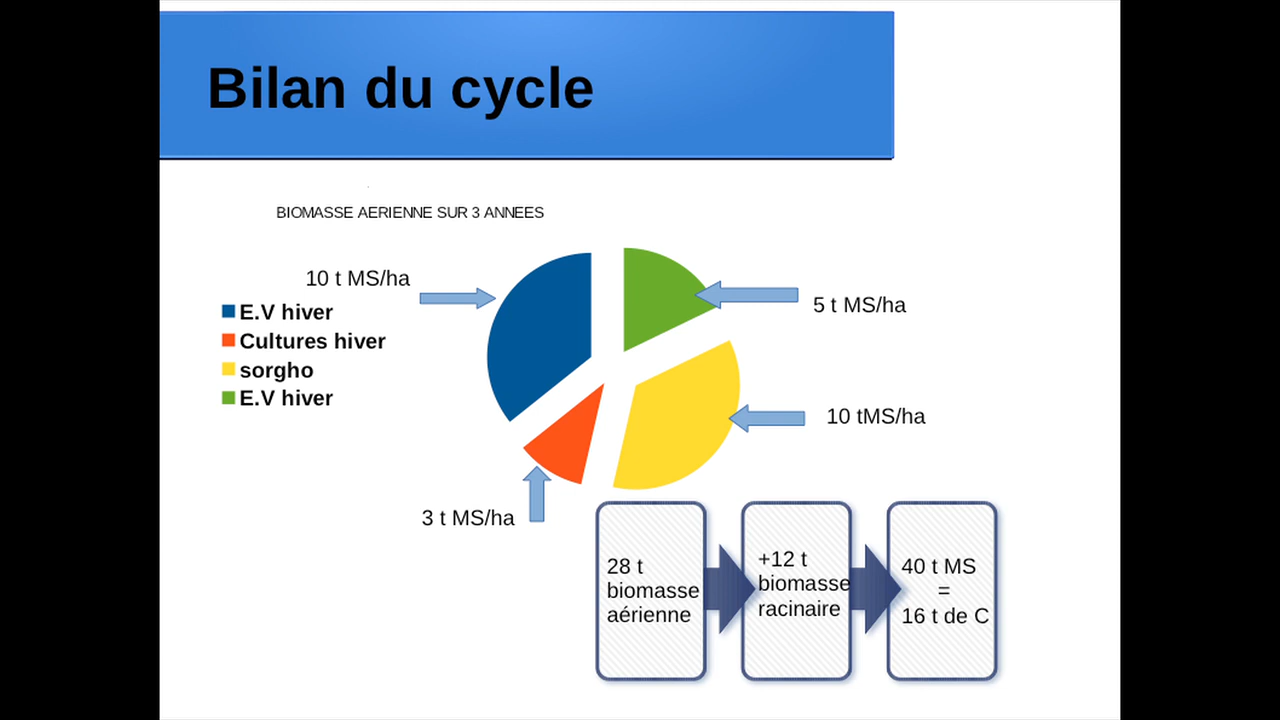 Bilan du cycle
BIOMASSE AERIENNE SUR 3 ANNEES
10 t MS/ha
E.V hiver
Cultures hiver
sorgho
E.V hiver
5 t MS/ha
10 tMS/ha
3 t MS/ha
28 t
biomasse
aérienne
+12 t
biomasse
racinaire
40 t MS
=
16 t de C